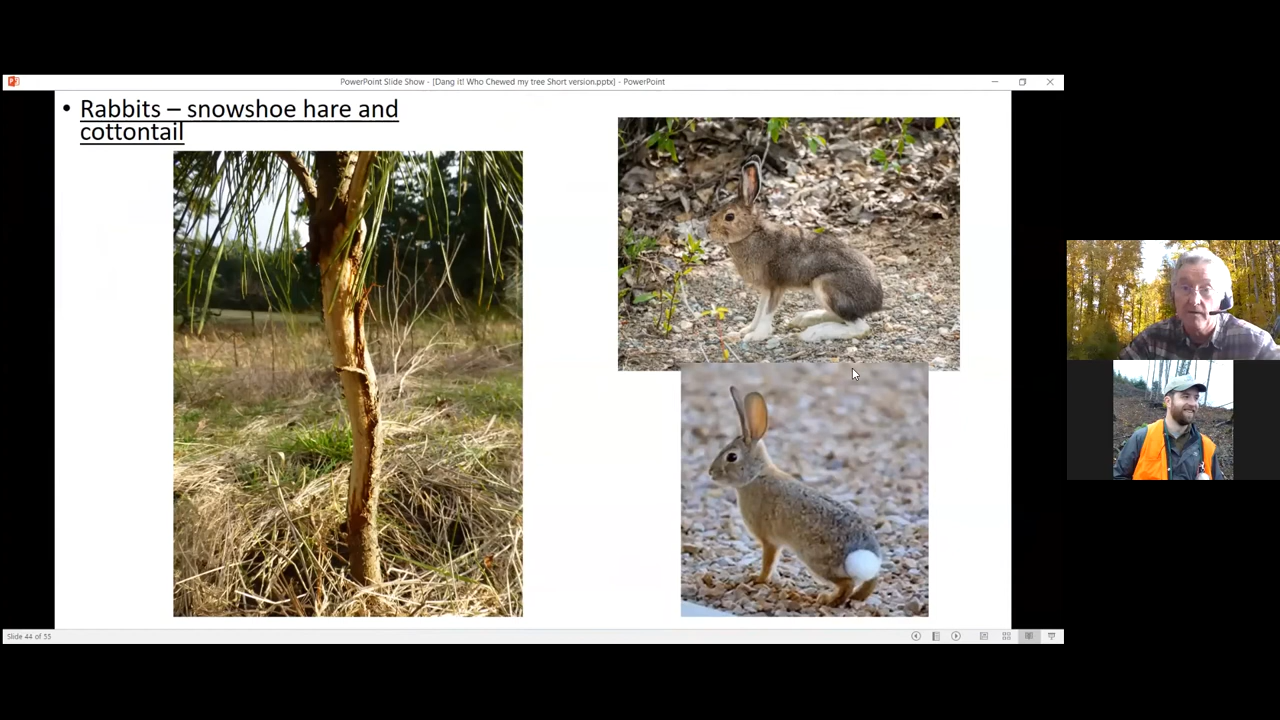 PowerPoint Slide Show - [Dang it! Who Chewed my tree Short version.pptx] - PowerPoint
• Rabbits – snowshoe hare and
cottontail
Slide 44 of 55